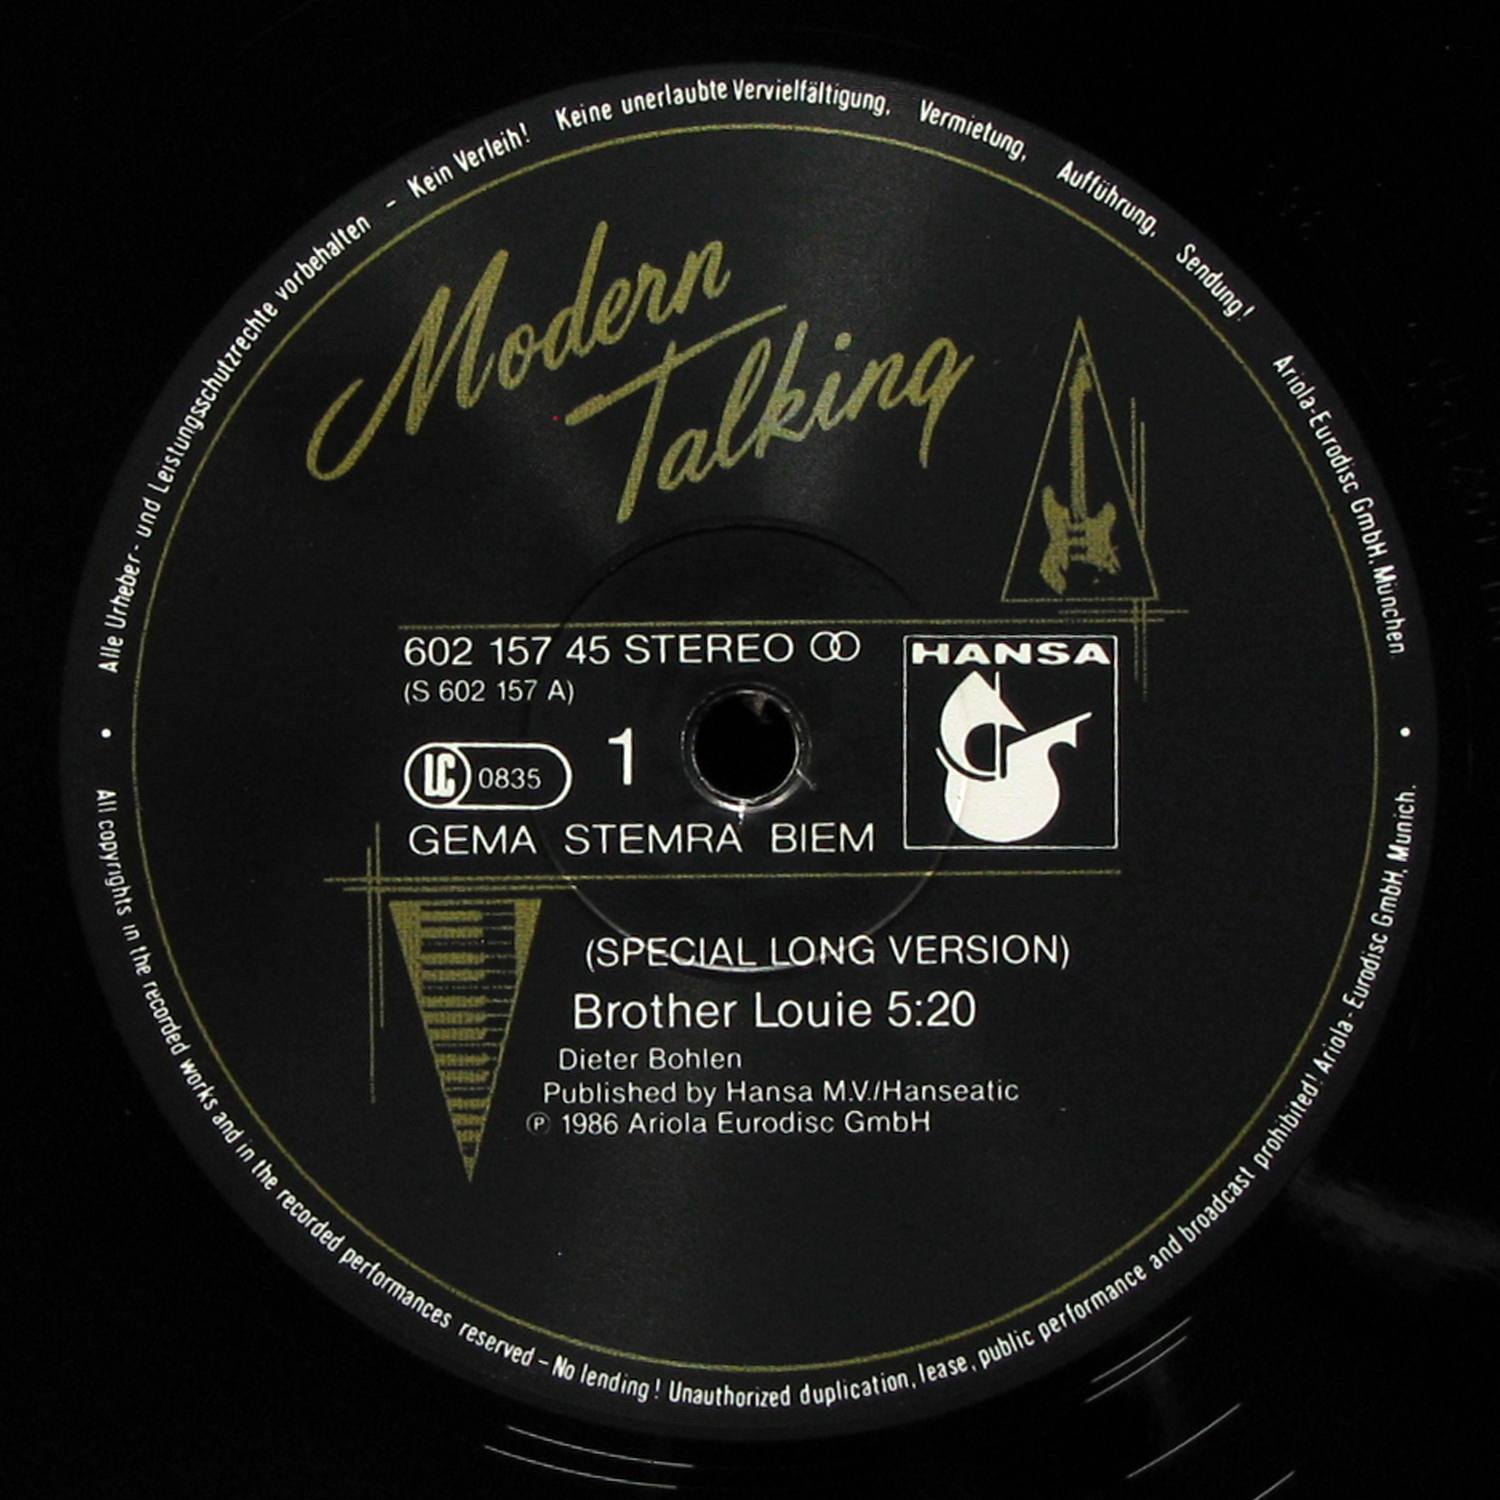 Alle Urheber- und Leistungsschutzrechte vorbehalten - Kein Verleih! Keine unerlaubte Vervielfältigung, Vermietung, Aufführung, Sendung! Ariola-Eurodisc GmbH, München.
Modern
Talking
602 157 45 STEREO
(S 602 157 A)
HANSA
LC 0835
1
GEMA STEMRA BIEM
(SPECIAL LONG VERSION)
Brother Louie 5:20
Dieter Bohlen
Published by Hansa M.V./Hanseatic
℗ 1986 Ariola Eurodisc GmbH
All copyrights in the recorded works and in the recorded performances reserved – No lending! Unauthorized duplication, lease, public performance and broadcast prohibited! Ariola-Eurodisc GmbH, Munich.